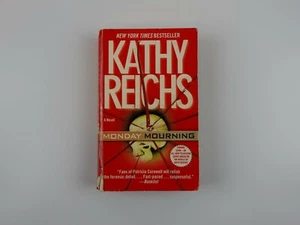 NEW YORK TIMES BESTSELLER
KATHY
REICHS
A Novel
MONDAY MOURNING
"Fans of Patricia Cornwell will relish
the forensic detail. . . . Fast-paced . . . suspenseful."
—Booklist